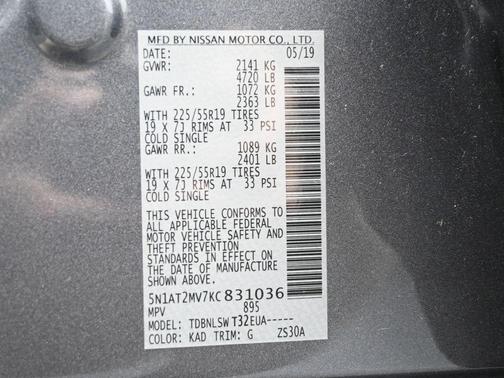 MFD BY NISSAN MOTOR CO., LTD.
DATE: 05/19
GVWR: 2141 KG
4720 LB
GAWR FR.: 1072 KG
2363 LB
WITH 225/55R19 TIRES
19 X 7J RIMS AT 33 PSI
COLD SINGLE
GAWR RR.: 1089 KG
2401 LB
WITH 225/55R19 TIRES
19 X 7J RIMS AT 33 PSI
COLD SINGLE
THIS VEHICLE CONFORMS TO
ALL APPLICABLE FEDERAL
MOTOR VEHICLE SAFETY AND
THEFT PREVENTION
STANDARDS IN EFFECT ON
THE DATE OF MANUFACTURE
SHOWN ABOVE.
5N1AT2MV7KC831036
MPV 895
MODEL: TDBNLSW T32EUA-----
COLOR: KAD TRIM: G ZS30A